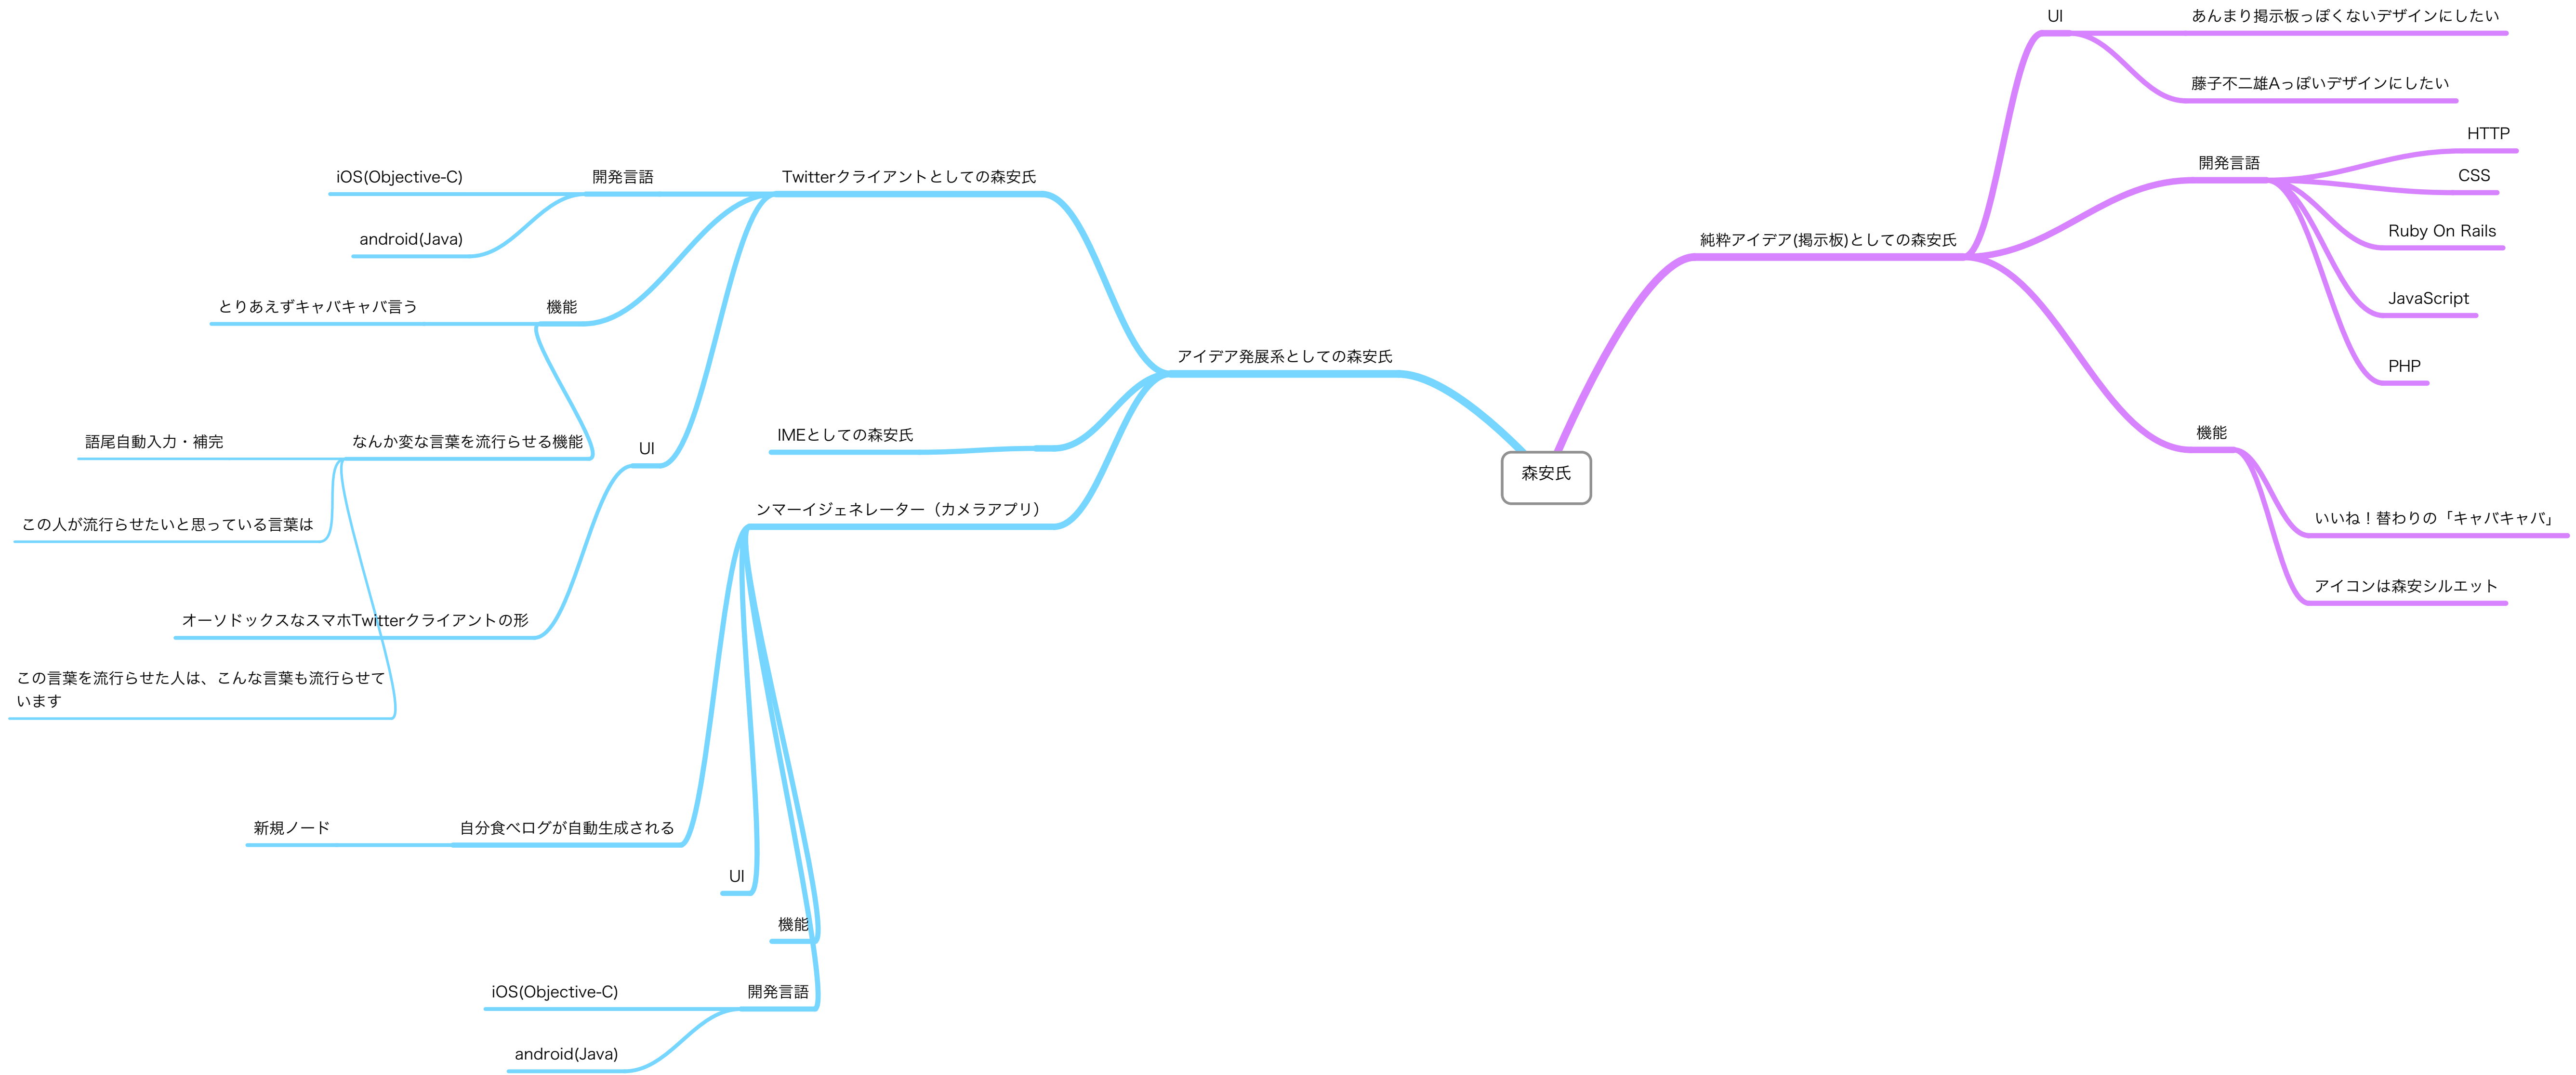 森安氏
純粋アイデア(掲示板)としての森安氏
UI
あんまり掲示板っぽくないデザインにしたい
藤子不二雄Aっぽいデザインにしたい
開発言語
HTTP
CSS
Ruby On Rails
JavaScript
PHP
機能
いいね！替わりの「キャバキャバ」
アイコンは森安シルエット
アイデア発展系としての森安氏
Twitterクライアントとしての森安氏
開発言語
iOS(Objective-C)
android(Java)
機能
とりあえずキャバキャバ言う
なんか変な言葉を流行らせる機能
語尾自動入力・補完
この人が流行らせたいと思っている言葉は
この言葉を流行らせた人は、こんな言葉も流行らせて
います
UI
オーソドックスなスマホTwitterクライアントの形
IMEとしての森安氏
ンマーイジェネレーター（カメラアプリ）
自分食べログが自動生成される
新規ノード
UI
機能
開発言語
iOS(Objective-C)
android(Java)